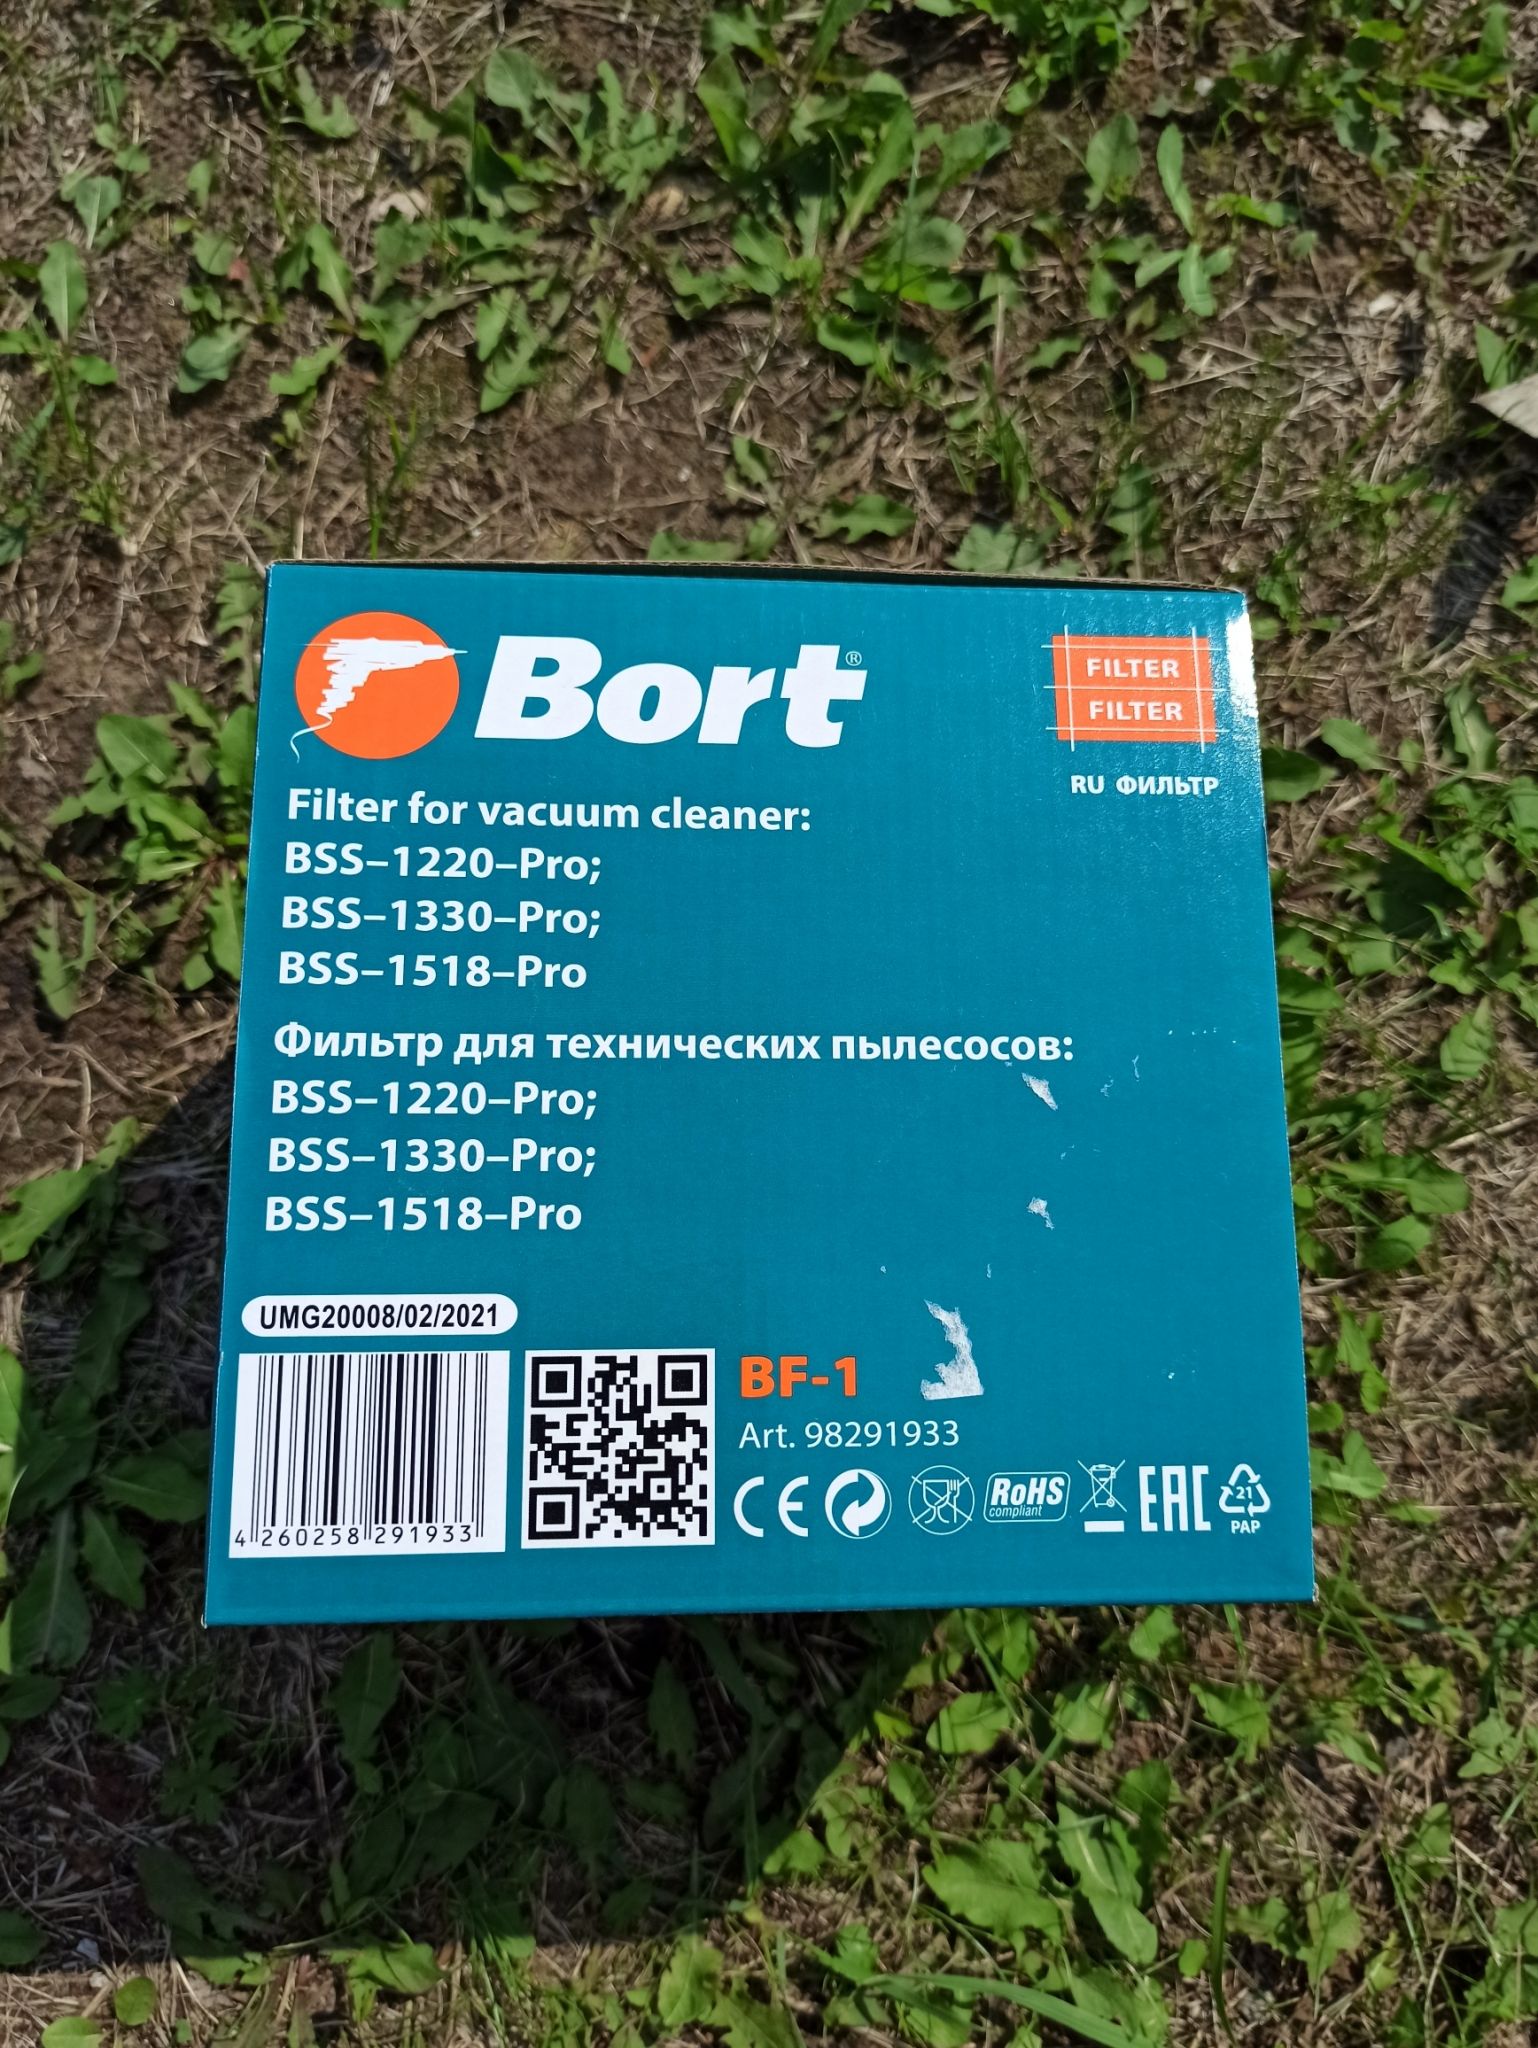 Bort®
FILTER
FILTER
RU ФИЛЬТР
Filter for vacuum cleaner:
BSS–1220–Pro;
BSS–1330–Pro;
BSS–1518–Pro
Фильтр для технических пылесосов:
BSS–1220–Pro;
BSS–1330–Pro;
BSS–1518–Pro
UMG20008/02/2021
4 260258 291933
BF-1
Art. 98291933
CE
RoHS
compliant
EAC
21
PAP